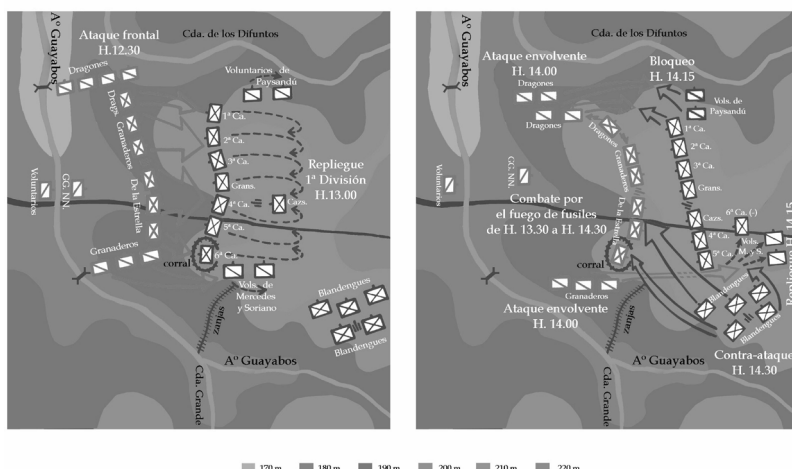 Aº Guayabos
Ataque frontal
H.12.30
Cda. de los Difuntos
Dragones
Voluntarios de
Paysandú
Drags.
Granaderos
De la Estrella
1ª Ca.
2ª Ca.
3ª Ca.
Grans.
4ª Ca.
Cazs.
5ª Ca.
6ª Ca.
Repliegue
1ª División
H.13.00
Voluntarios
GG. NN.
Granaderos
corral
Vols. de
Mercedes
y Soriano
Blandengues
Blandengues
zanjas
Aº Guayabos
Cda. Grande
Aº Guayabos
Cda. de los Difuntos
Ataque envolvente
H. 14.00
Dragones
Dragones
Bloqueo
H. 14.15
Vols. de
Paysandú
Dragones
Granaderos
De la Estrella
1ª Ca.
2ª Ca.
3ª Ca.
Grans.
Voluntarios
GG. NN.
Combate por
el fuego de fusiles
de H. 13.30 a H. 14.30
Cazs.
6ª Ca. (-)
4ª Ca.
5ª Ca.
Vols.
M. y S.
Repliegue H. 14.15
corral
Granaderos
Ataque envolvente
H. 14.00
Blandengues
Blandengues
zanjas
Contra-ataque
H. 14.30
Aº Guayabos
Cda. Grande
170 m 180 m 190 m 200 m 210 m 220 m